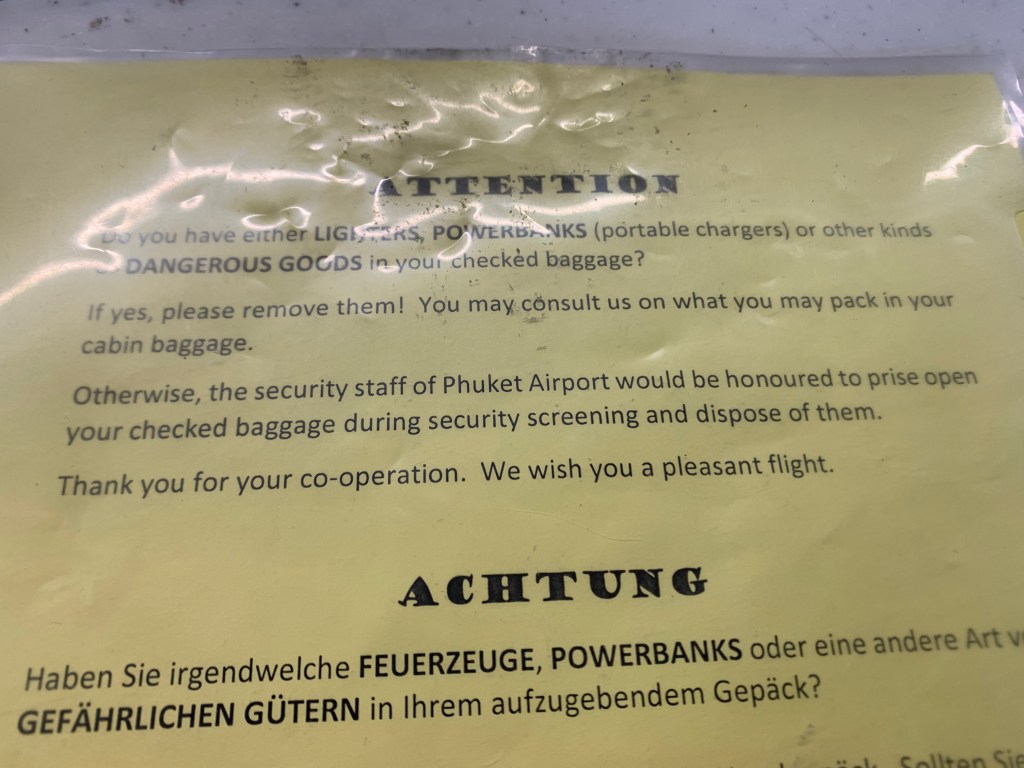 ATTENTION
Do you have either LIGHTERS, POWERBANKS (portable chargers) or other kinds
DANGEROUS GOODS in your checked baggage?
If yes, please remove them! You may consult us on what you may pack in your
cabin baggage.
Otherwise, the security staff of Phuket Airport would be honoured to prise open
your checked baggage during security screening and dispose of them.
Thank you for your co-operation. We wish you a pleasant flight.
ACHTUNG
Haben Sie irgendwelche FEUERZEUGE, POWERBANKS oder eine andere Art
GEFÄHRLICHEN GÜTERN in Ihrem aufzugebendem Gepäck?
Sollten Sie